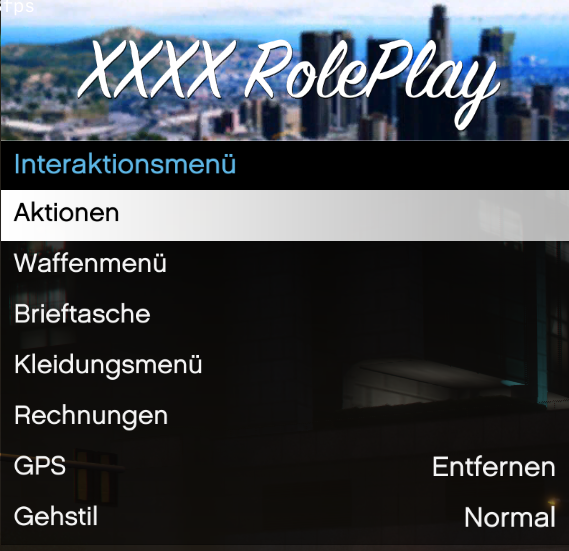 fps
XXXX RolePlay
Interaktionsmenü
Aktionen
Waffenmenü
Brieftasche
Kleidungsmenü
Rechnungen
GPS Entfernen
Gehstil Normal